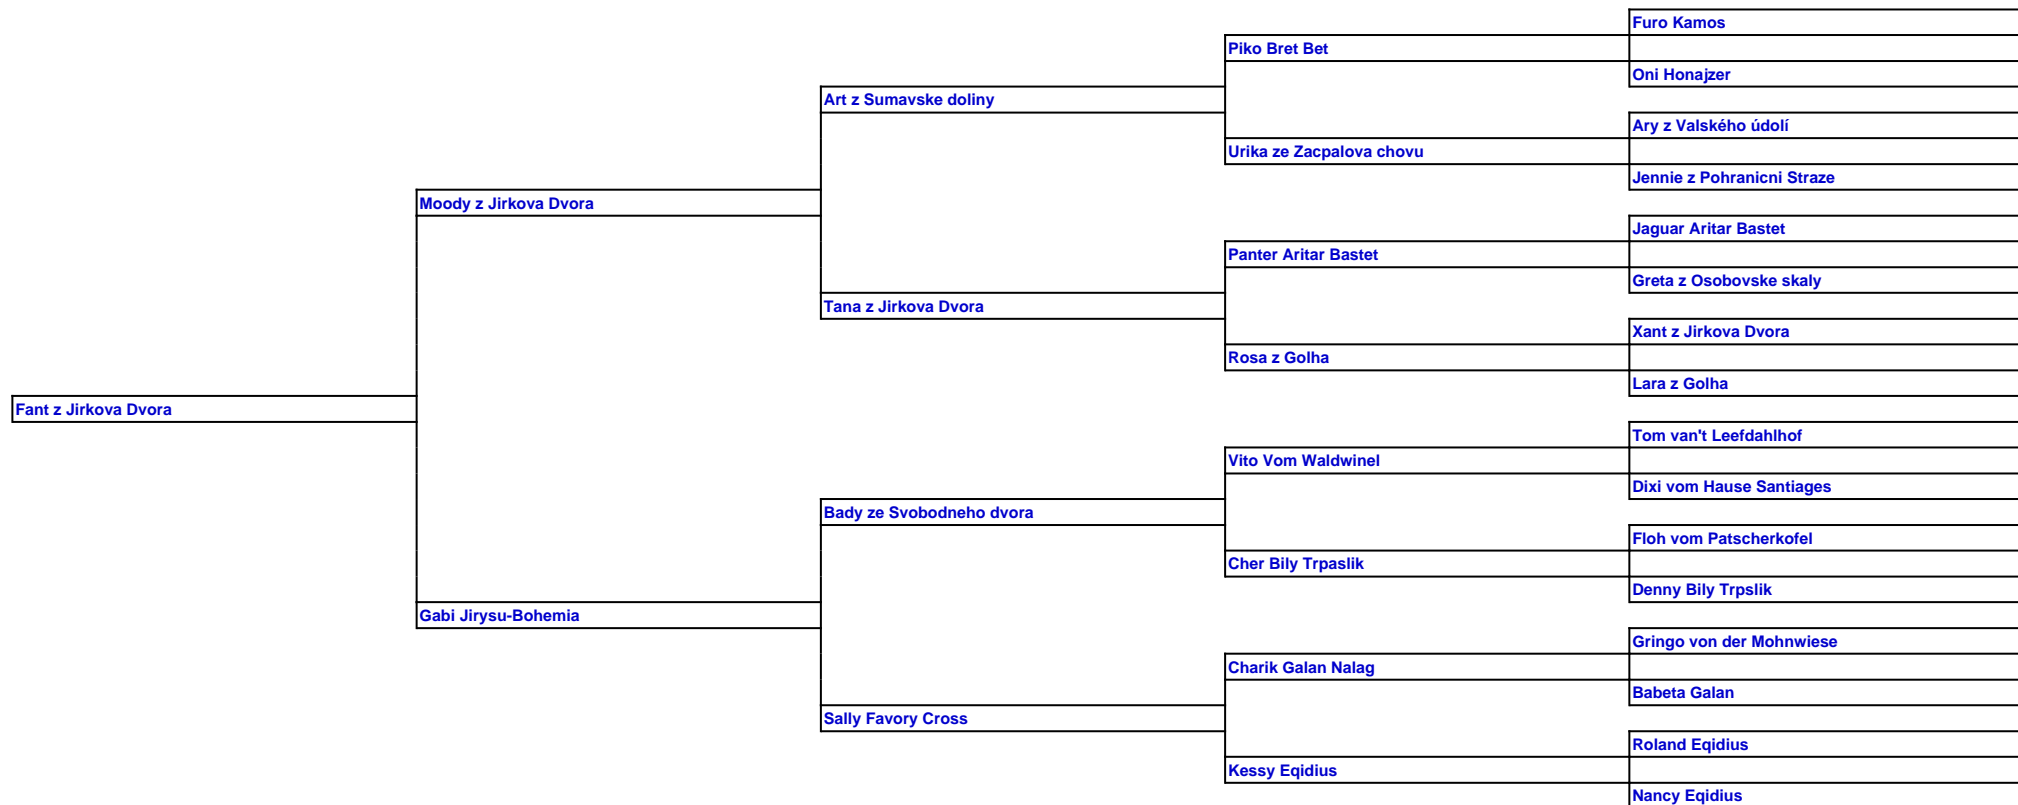 Furo Kamos
Piko Bret Bet
Oni Honajzer
Art z Sumavske doliny
Ary z Valského údolí
Urika ze Zacpalova chovu
Jennie z Pohranicni Straze
Moody z Jirkova Dvora
Jaguar Aritar Bastet
Panter Aritar Bastet
Greta z Osobovske skaly
Tana z Jirkova Dvora
Xant z Jirkova Dvora
Rosa z Golha
Lara z Golha
Fant z Jirkova Dvora
Tom van't Leefdahlhof
Vito Vom Waldwinel
Dixi vom Hause Santiages
Bady ze Svobodneho dvora
Floh vom Patscherkofel
Cher Bily Trpaslik
Denny Bily Trpslik
Gabi Jirysu-Bohemia
Gringo von der Mohnwiese
Charik Galan Nalag
Babeta Galan
Sally Favory Cross
Roland Eqidius
Kessy Eqidius
Nancy Eqidius